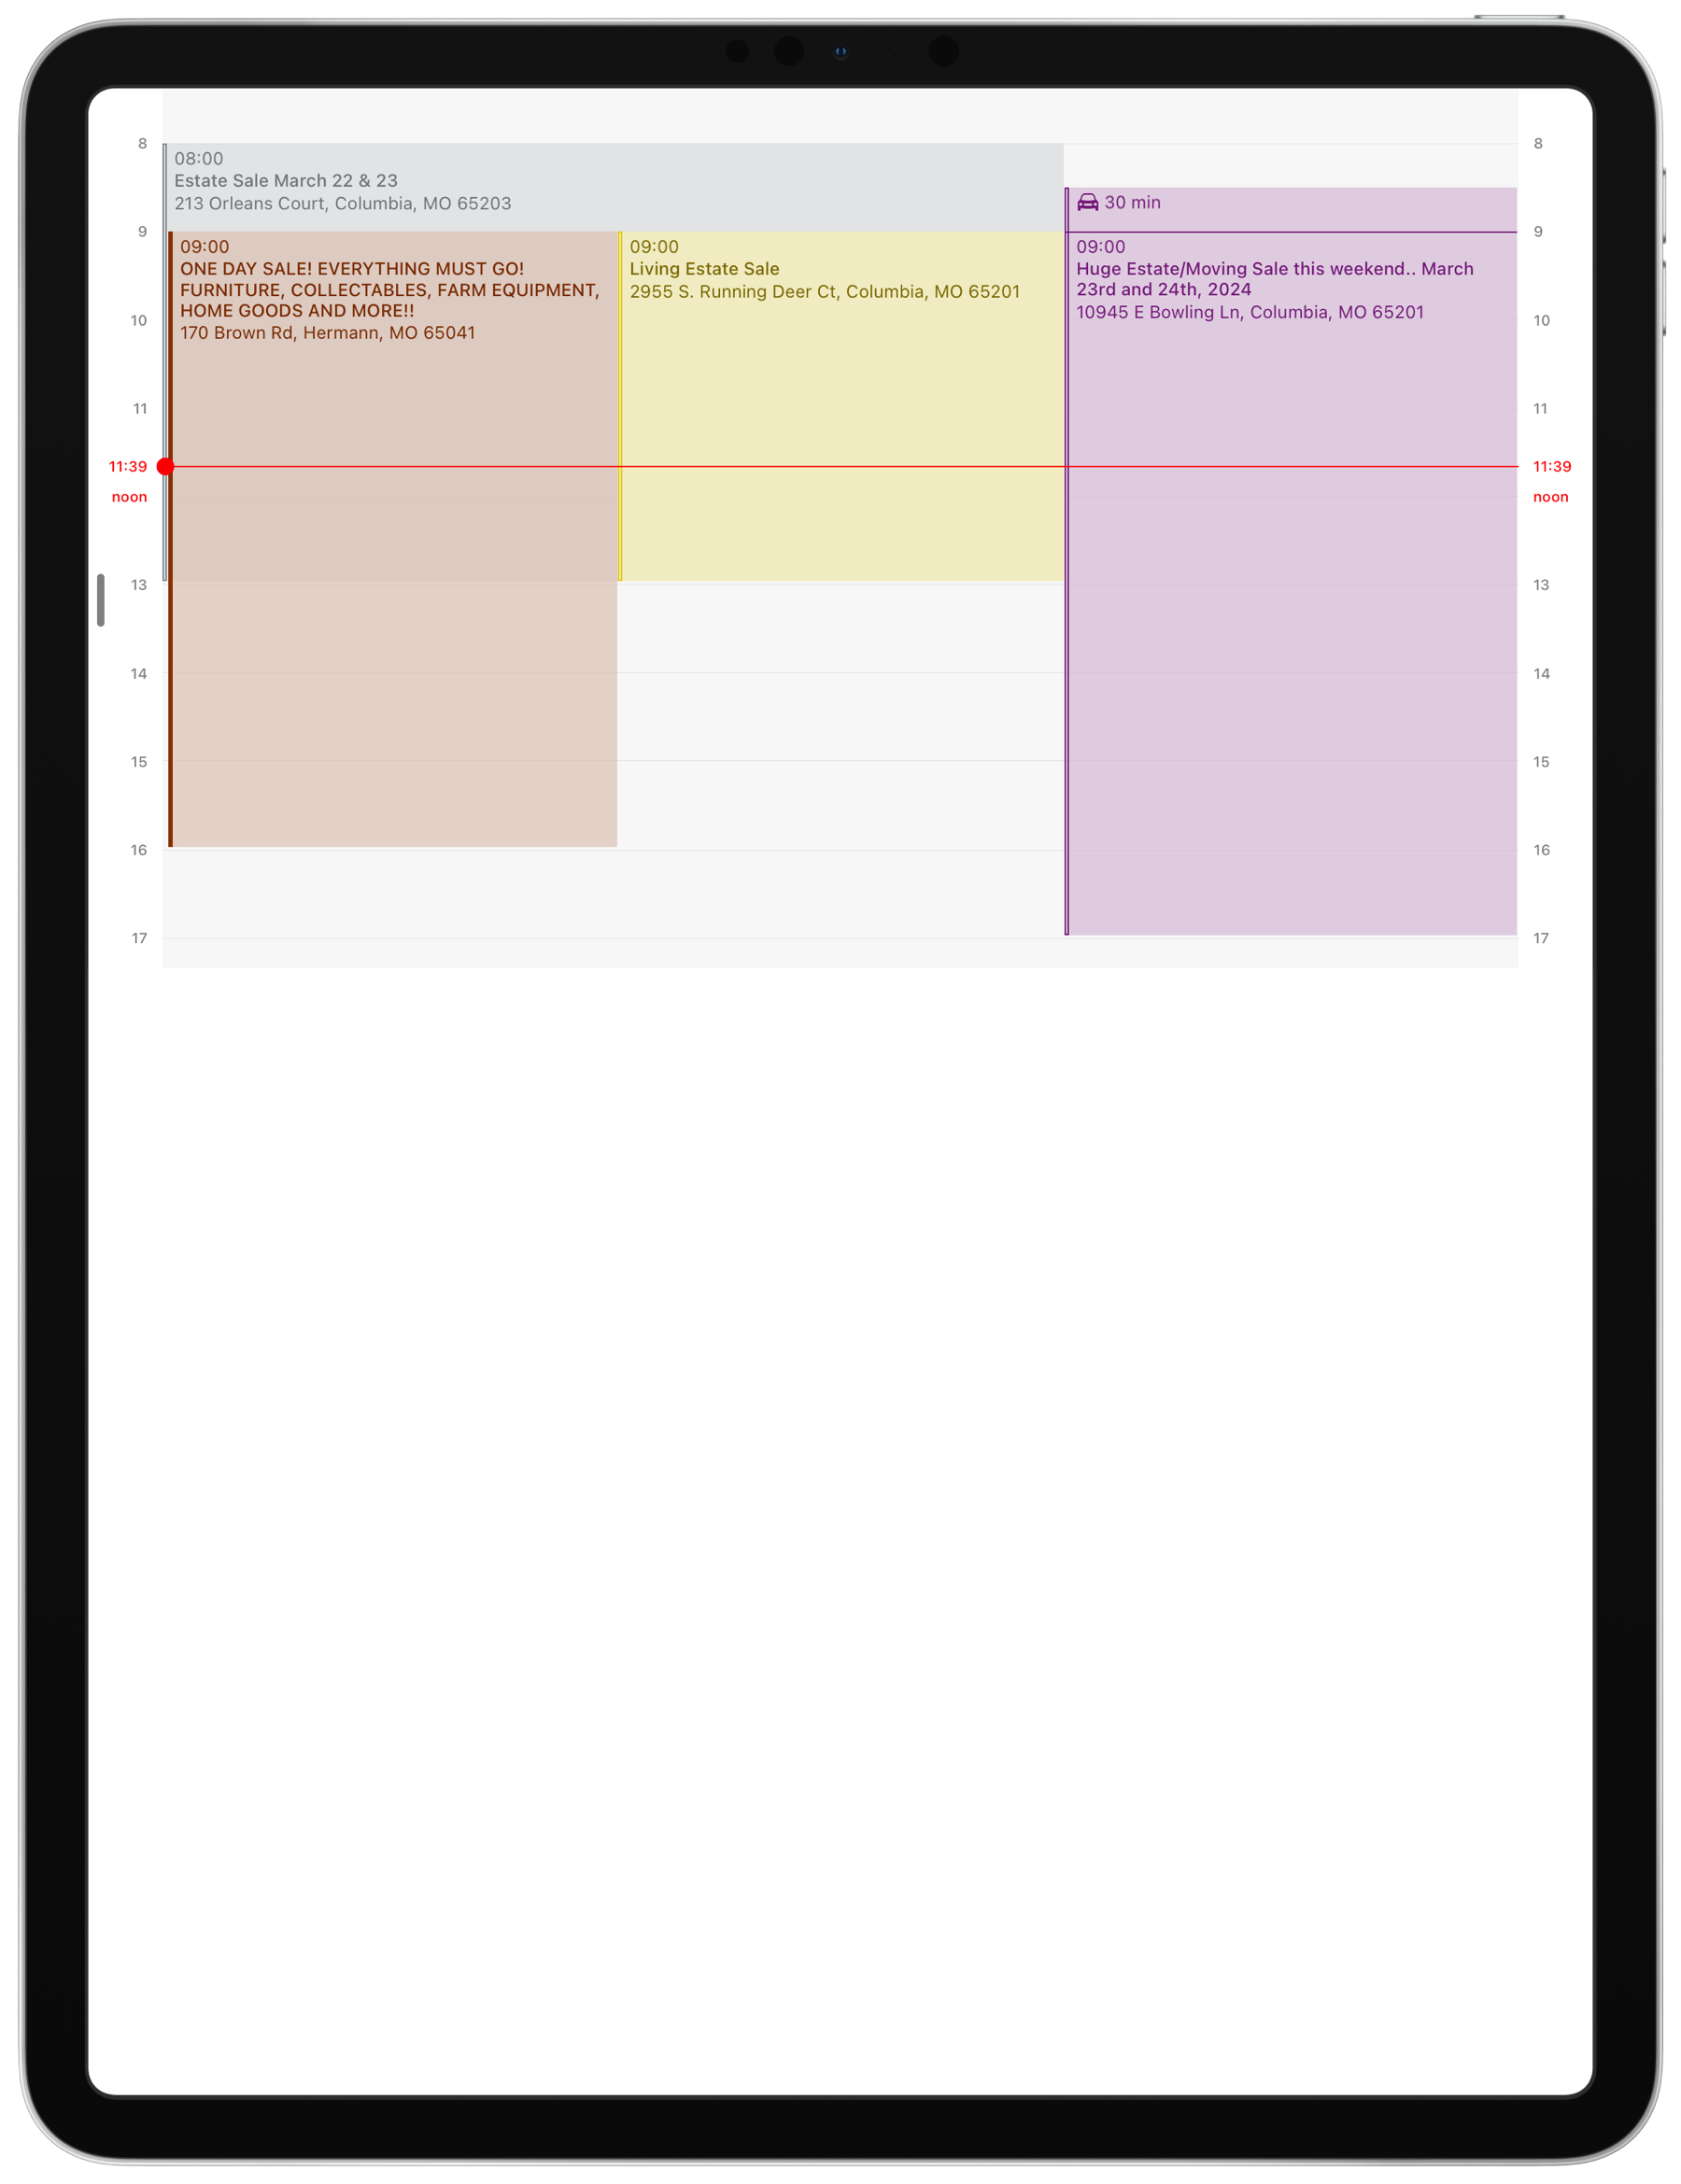 8
08:00
Estate Sale March 22 & 23
213 Orleans Court, Columbia, MO 65203
30 min
8
9
09:00
ONE DAY SALE! EVERYTHING MUST GO!
FURNITURE, COLLECTABLES, FARM EQUIPMENT,
HOME GOODS AND MORE!!
170 Brown Rd, Hermann, MO 65041
09:00
Living Estate Sale
2955 S. Running Deer Ct, Columbia, MO 65201
09:00
Huge Estate/Moving Sale this weekend.. March
23rd and 24th, 2024
10945 E Bowling Ln, Columbia, MO 65201
9
10
10
11
11
11:39
11:39
noon
noon
13
13
14
14
15
15
16
16
17
17